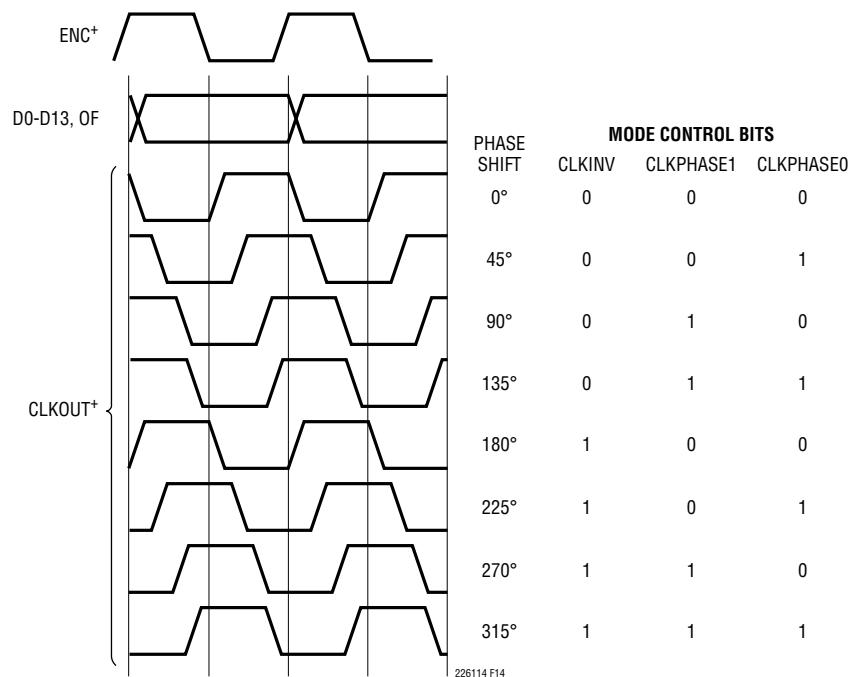 ENC+
D0-D13, OF
CLKOUT+
PHASE SHIFT
MODE CONTROL BITS
CLKINV CLKPHASE1 CLKPHASE0
0° 0 0 0
45° 0 0 1
90° 0 1 0
135° 0 1 1
180° 1 0 0
225° 1 0 1
270° 1 1 0
315° 1 1 1
226114 F14